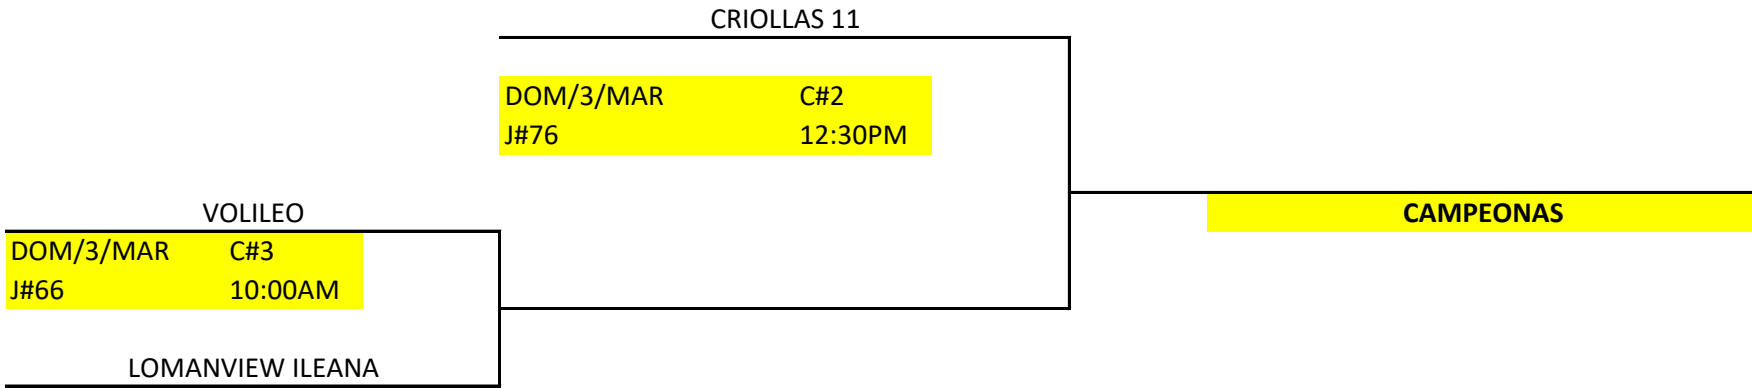 CRIOLLAS 11
DOM/3/MAR C#2
J#76 12:30PM
VOLILEO
CAMPEONAS
DOM/3/MAR C#3
J#66 10:00AM
LOMANVIEW ILEANA